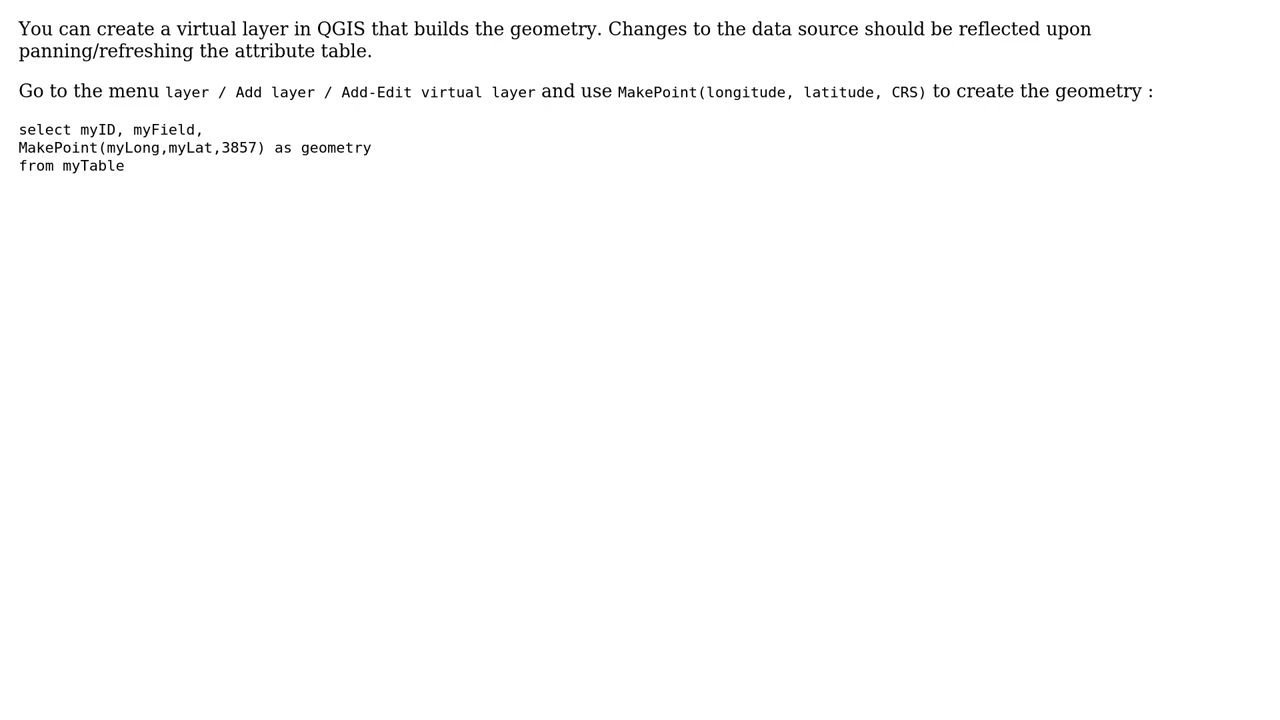 You can create a virtual layer in QGIS that builds the geometry. Changes to the data source should be reflected upon
panning/refreshing the attribute table.
Go to the menu layer / Add layer / Add-Edit virtual layer and use MakePoint(longitude, latitude, CRS) to create the geometry :
select myID, myField,
MakePoint(myLong,myLat,3857) as geometry
from myTable